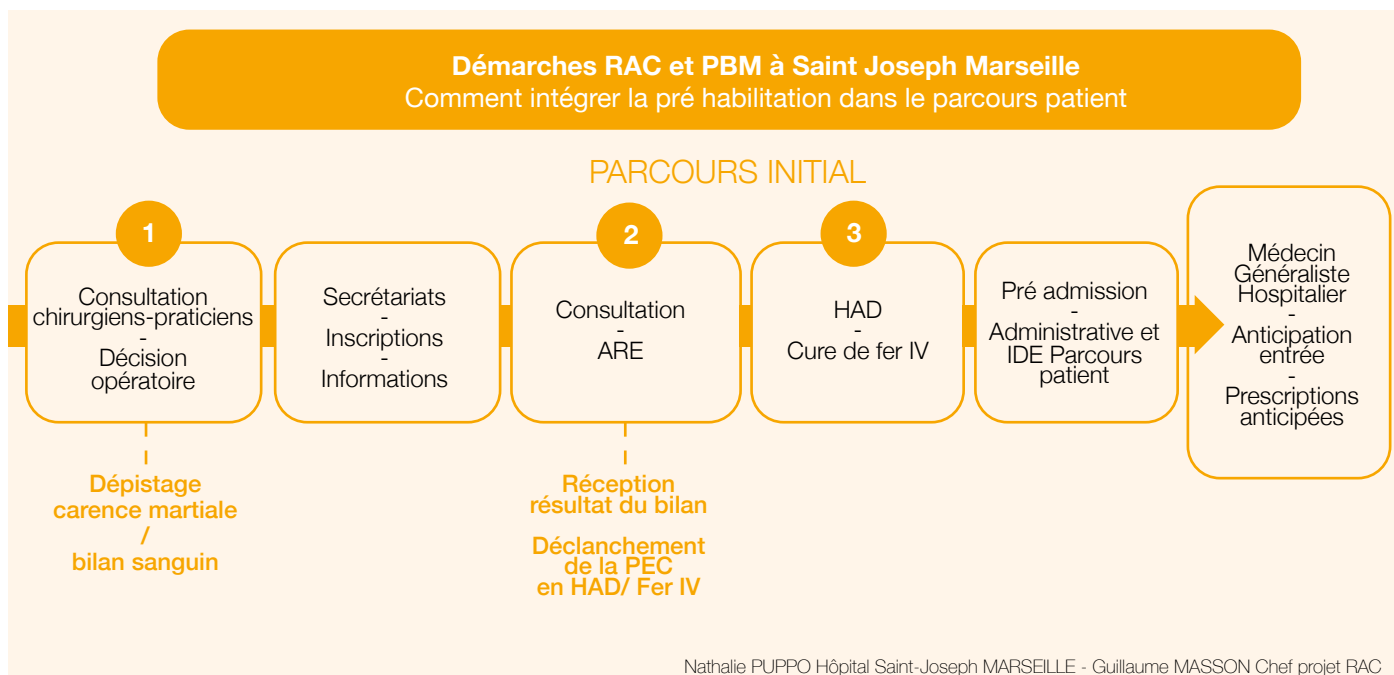 Démarches RAC et PBM à Saint Joseph Marseille
Comment intégrer la pré habilitation dans le parcours patient
PARCOURS INITIAL
1
Consultation
chirurgiens-praticiens
-
Décision
opératoire
Dépistage
carence martiale
/
bilan sanguin
Secrétariats
-
Inscriptions
-
Informations
2
Consultation
-
ARE
Réception
résultat du bilan
Déclanchement
de la PEC
en HAD/ Fer IV
3
HAD
-
Cure de fer IV
Pré admission
-
Administrative et
IDE Parcours
patient
Médecin
Généraliste
Hospitalier
-
Anticipation
entrée
-
Prescriptions
anticipées
Nathalie PUPPO Hôpital Saint-Joseph MARSEILLE - Guillaume MASSON Chef projet RAC